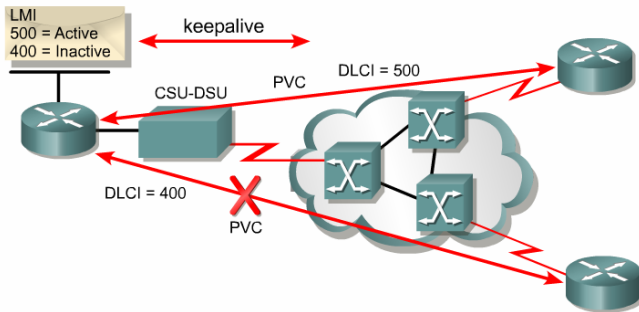 LMI
500 = Active
400 = Inactive
keepalive
DLCI = 500
PVC
CSU-DSU
DLCI = 400
PVC